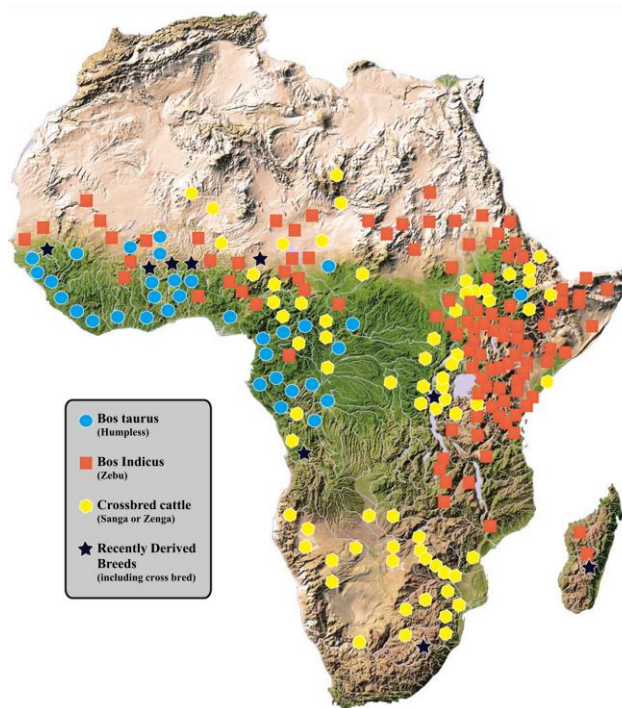 Bos taurus
(Humpless)
Bos Indicus
(Zebu)
Crossbred cattle
(Sanga or Zenga)
Recently Derived
Breeds
(including cross bred)